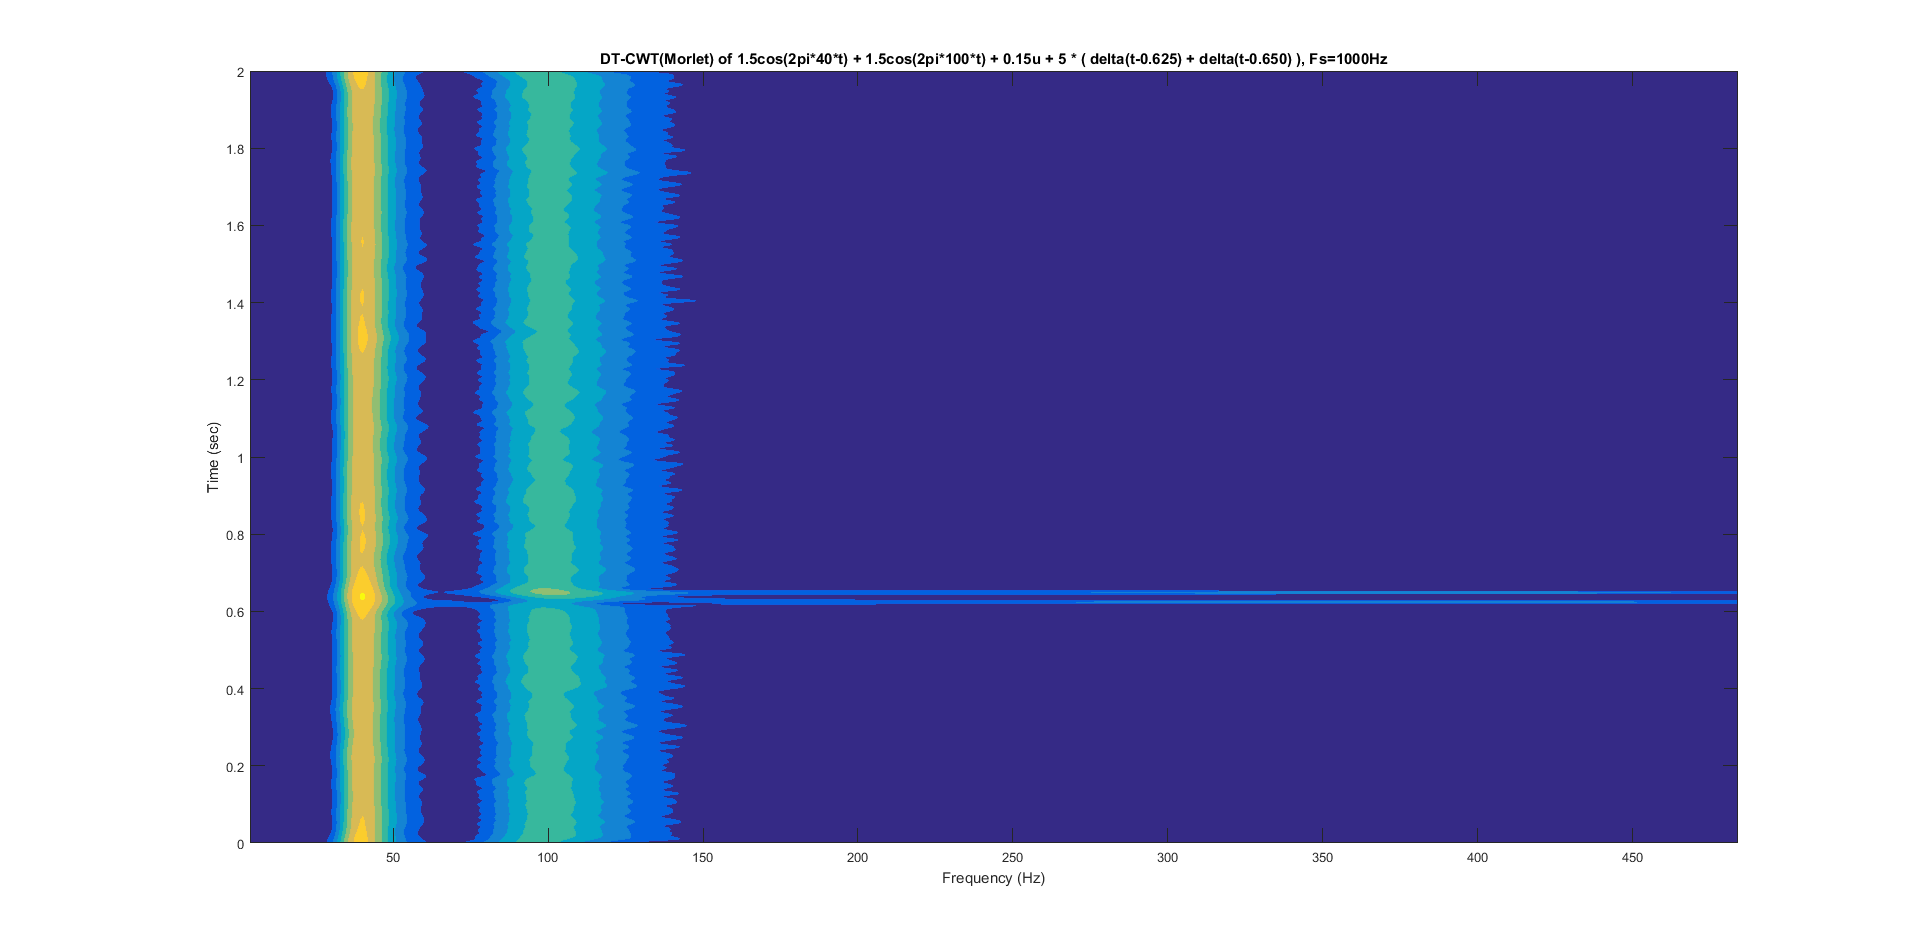 DT-CWT(Morlet) of 1.5cos(2pi*40*t) + 1.5cos(2pi*100*t) + 0.15u + 5 * ( delta(t-0.625) + delta(t-0.650) ), Fs=1000Hz
2
1.8
1.6
1.4
1.2
1
0.8
0.6
0.4
0.2
0
Time (sec)
50 100 150 200 250 300 350 400 450
Frequency (Hz)